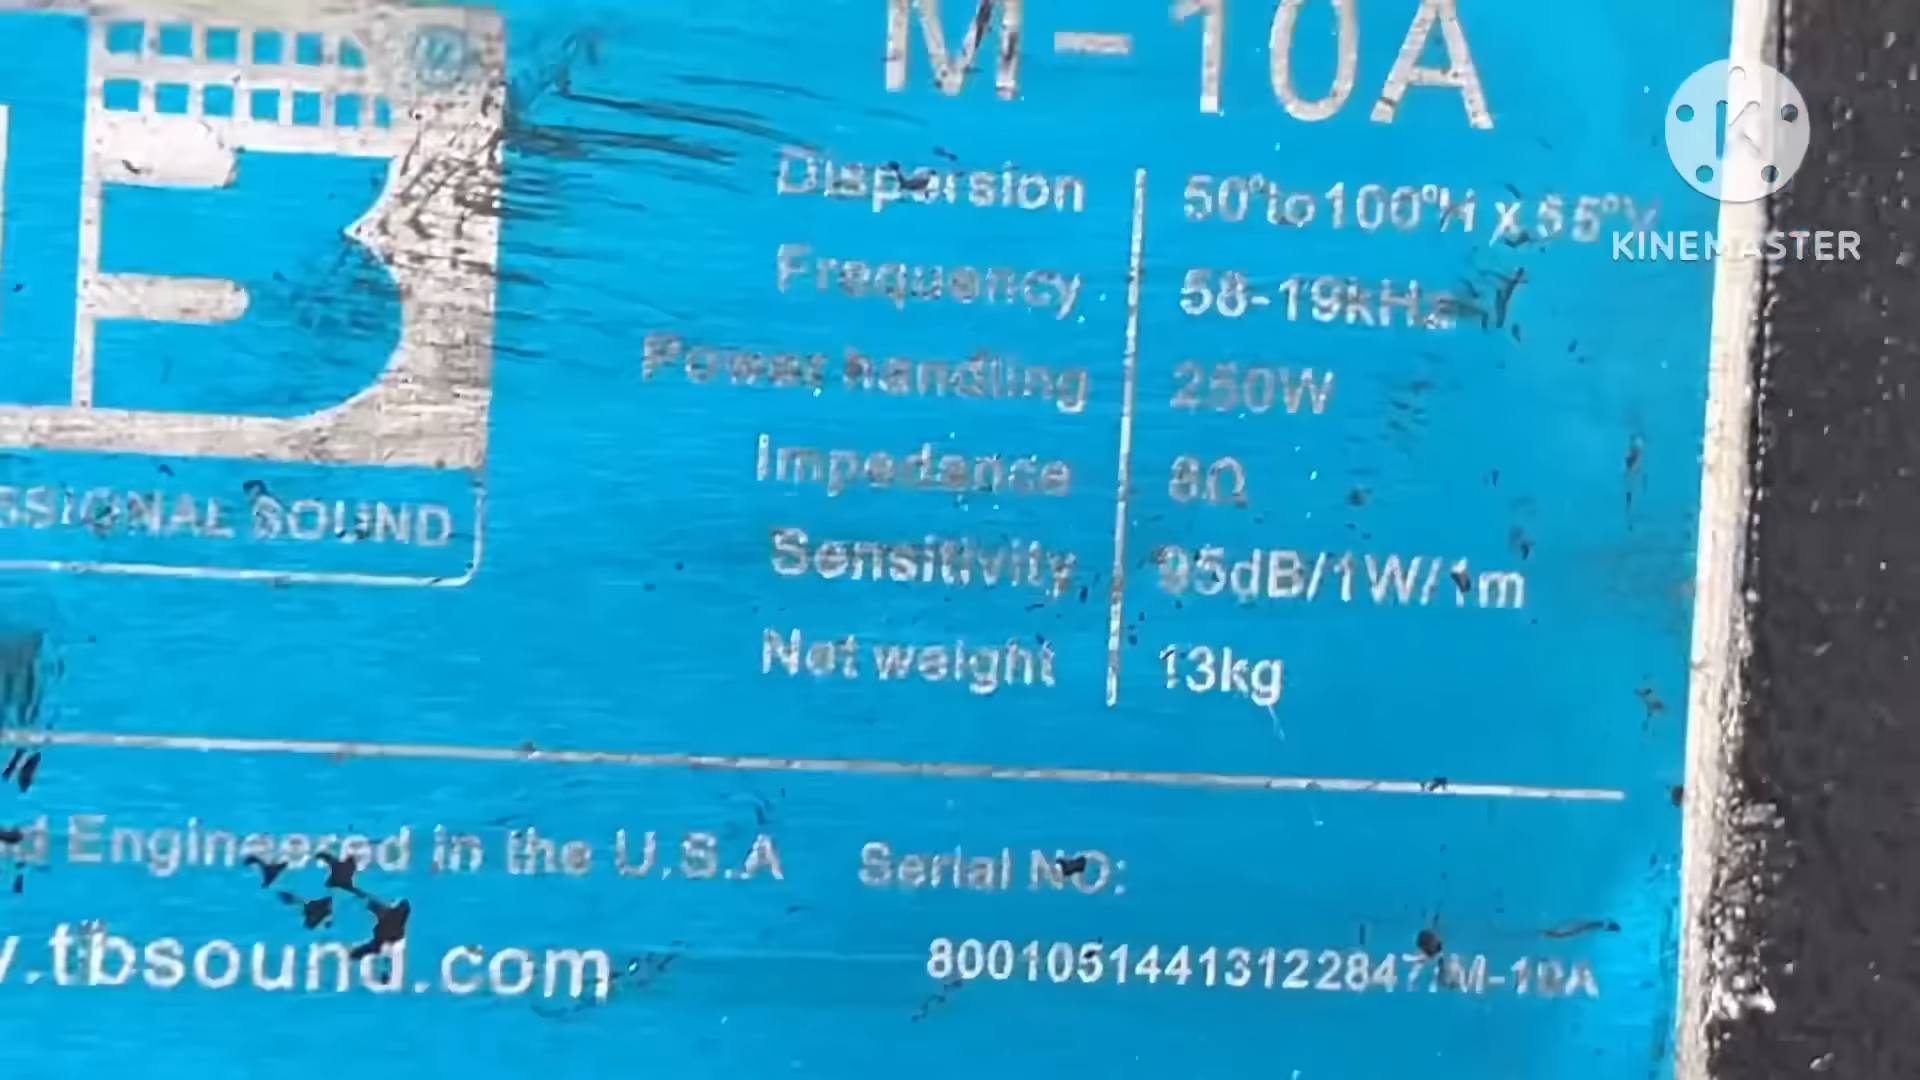 M-10A
Dispersion 50°to100°H x 55°V
Frequency 58-19kHz
Power handling 250W
Impedance 8Ω
Sensitivity 95dB/1W/1m
Net weight 13kg
SSIONAL SOUND
d Engineered in the U.S.A Serial NO:
.tbsound.com
8001051441312284 M-10A
KINEMASTER